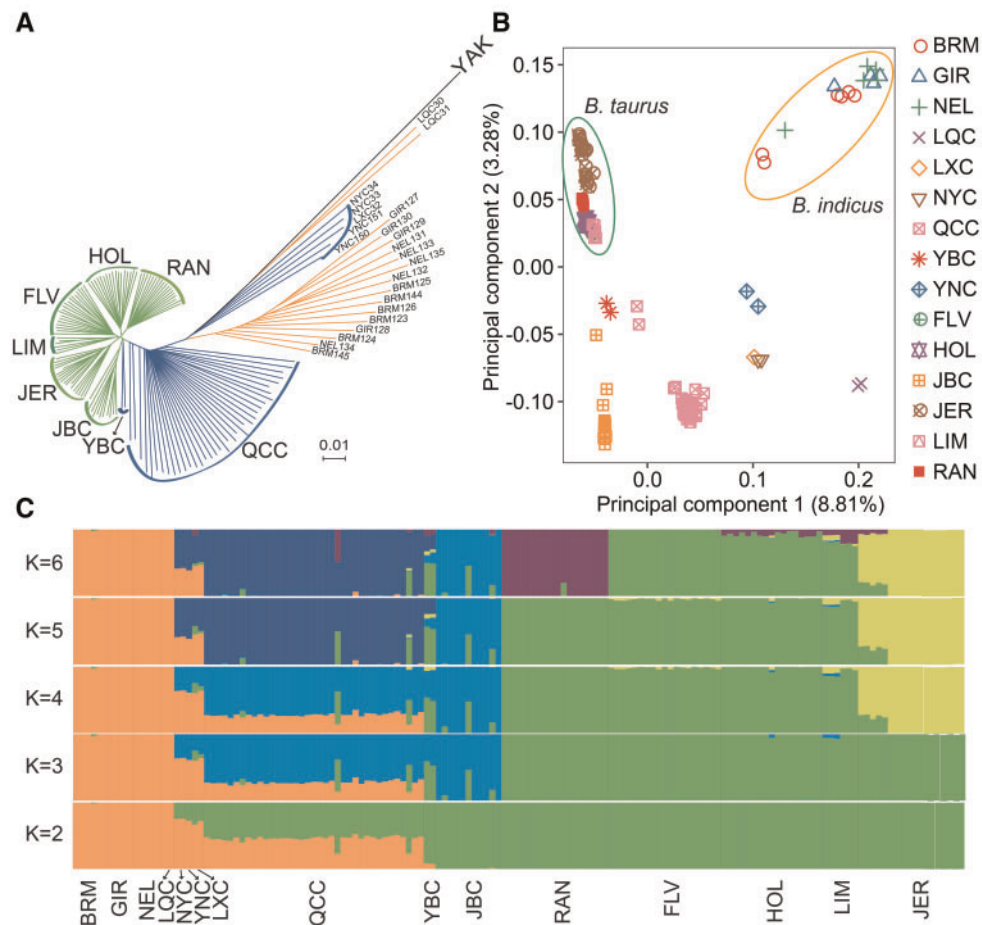 A
YAK
LQC30
LQC31
NYC34
NYC33
LXC32
YNC151
YNC150
GIR127
GIR130
GIR129
NEL131
NEL133
NEL135
NEL132
BRM125
BRM144
BRM126
BRM123
GIR128
BRM124
NEL134
BRM145
HOL
RAN
FLV
LIM
JER
JBC
YBC
QCC
0.01
B
Principal component 2 (3.28%)
0.15
0.10
0.05
0.00
-0.05
-0.10
B. taurus
B. indicus
0.0 0.1 0.2
Principal component 1 (8.81%)
BRM
GIR
NEL
LQC
LXC
NYC
QCC
YBC
YNC
FLV
HOL
JBC
JER
LIM
RAN
C
K=6
K=5
K=4
K=3
K=2
BRM GIR NEL LQC NYC YNC LXC QCC YBC JBC RAN FLV HOL LIM JER